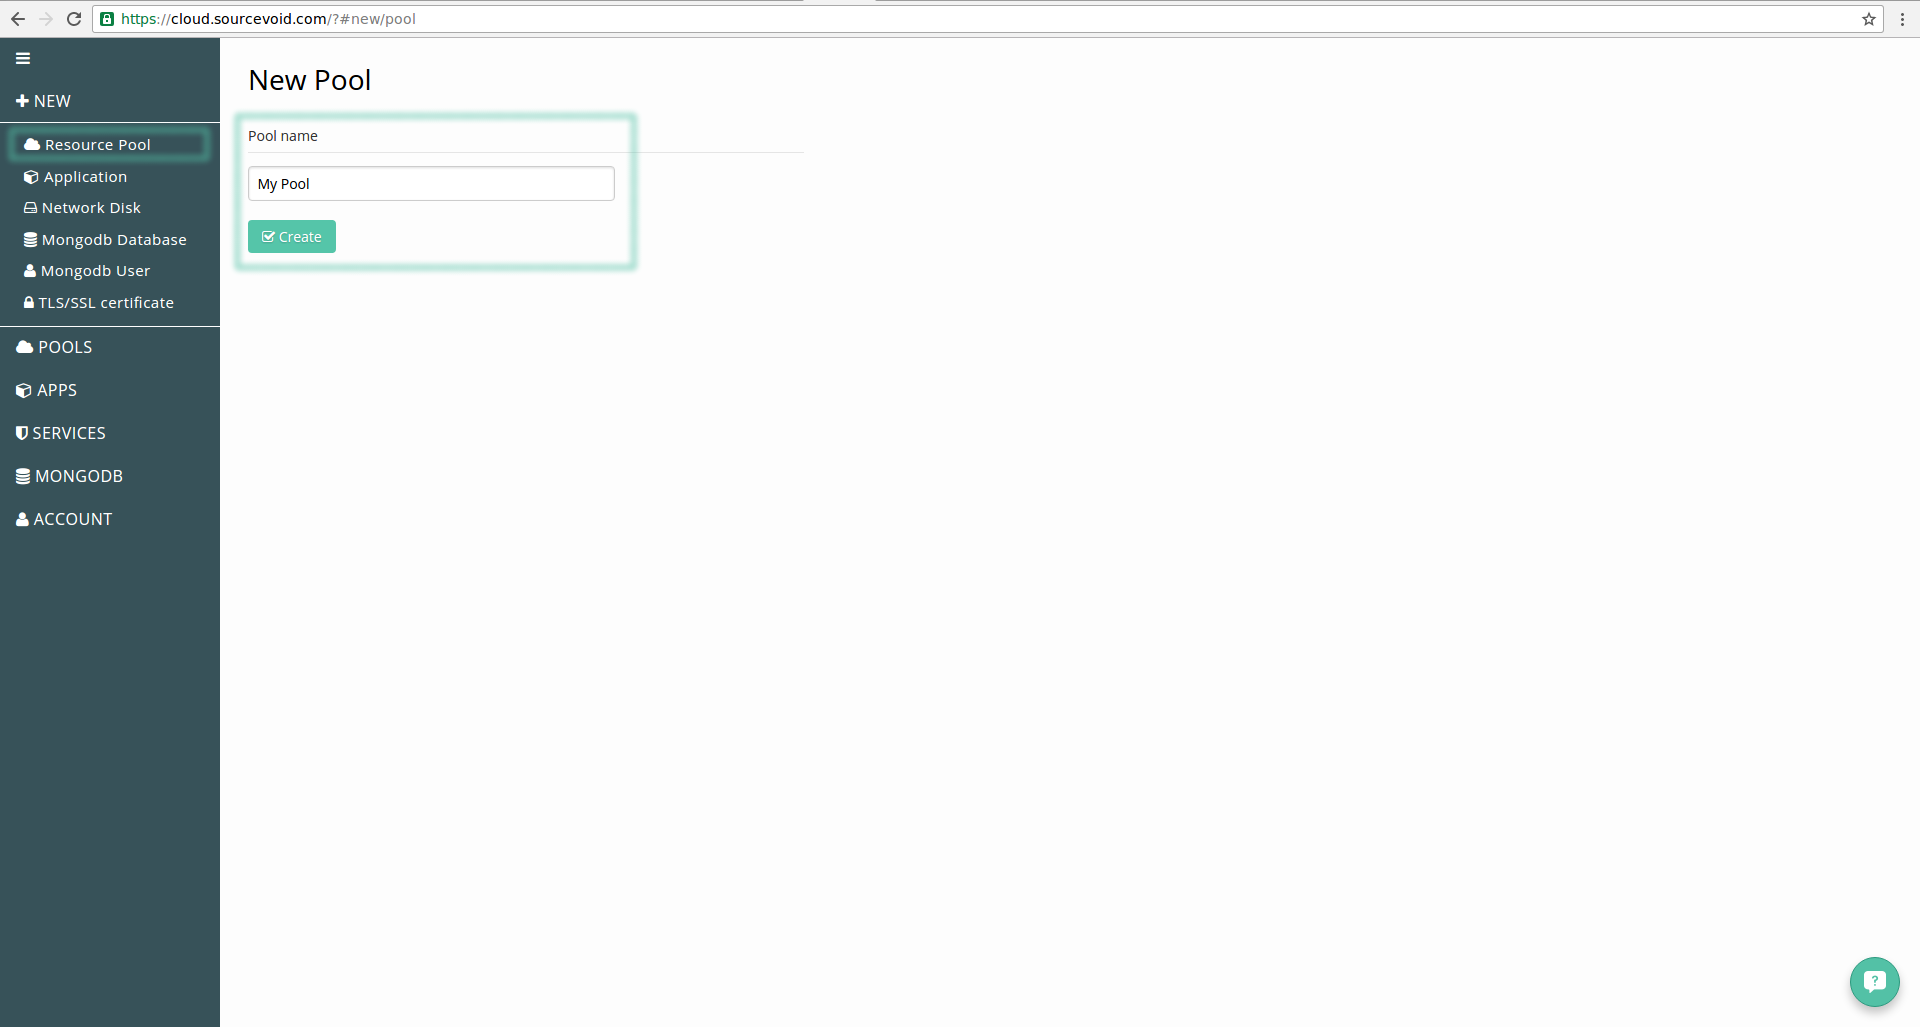 https://cloud.sourcevoid.com/?#new/pool
NEW
Resource Pool
Application
Network Disk
Mongodb Database
Mongodb User
TLS/SSL certificate
POOLS
APPS
SERVICES
MONGODB
ACCOUNT
New Pool
Pool name
My Pool
Create
?